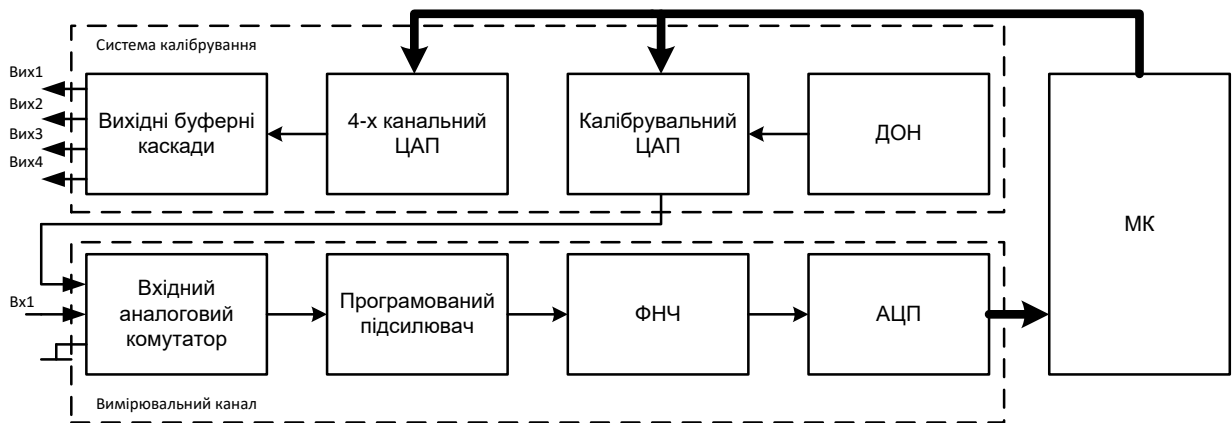 Система калібрування
Вих1
Вих2
Вих3
Вих4
Вихідні буферні
каскади
4-х канальний
ЦАП
Калібрувальний
ЦАП
ДОН
МК
Вх1
Вхідний
аналоговий
комутатор
Програмований
підсилювач
ФНЧ
АЦП
Вимірювальний канал